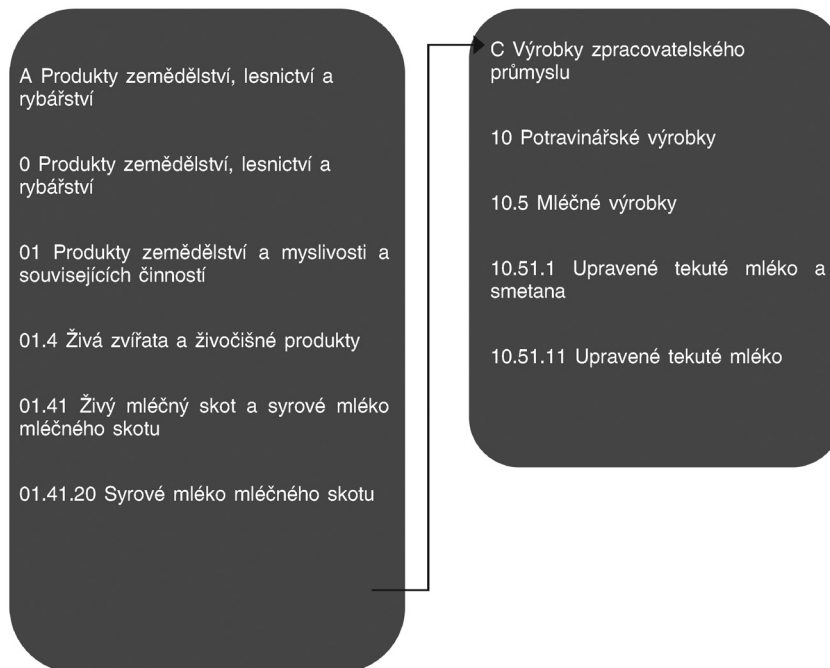 A Produkty zemědělství, lesnictví a
rybářství
0 Produkty zemědělství, lesnictví a
rybářství
01 Produkty zemědělství a myslivosti a
souvisejících činností
01.4 Živá zvířata a živočišné produkty
01.41 Živý mléčný skot a syrové mléko
mléčného skotu
01.41.20 Syrové mléko mléčného skotu
C Výrobky zpracovatelského
průmyslu
10 Potravinářské výrobky
10.5 Mléčné výrobky
10.51.1 Upravené tekuté mléko a
smetana
10.51.11 Upravené tekuté mléko